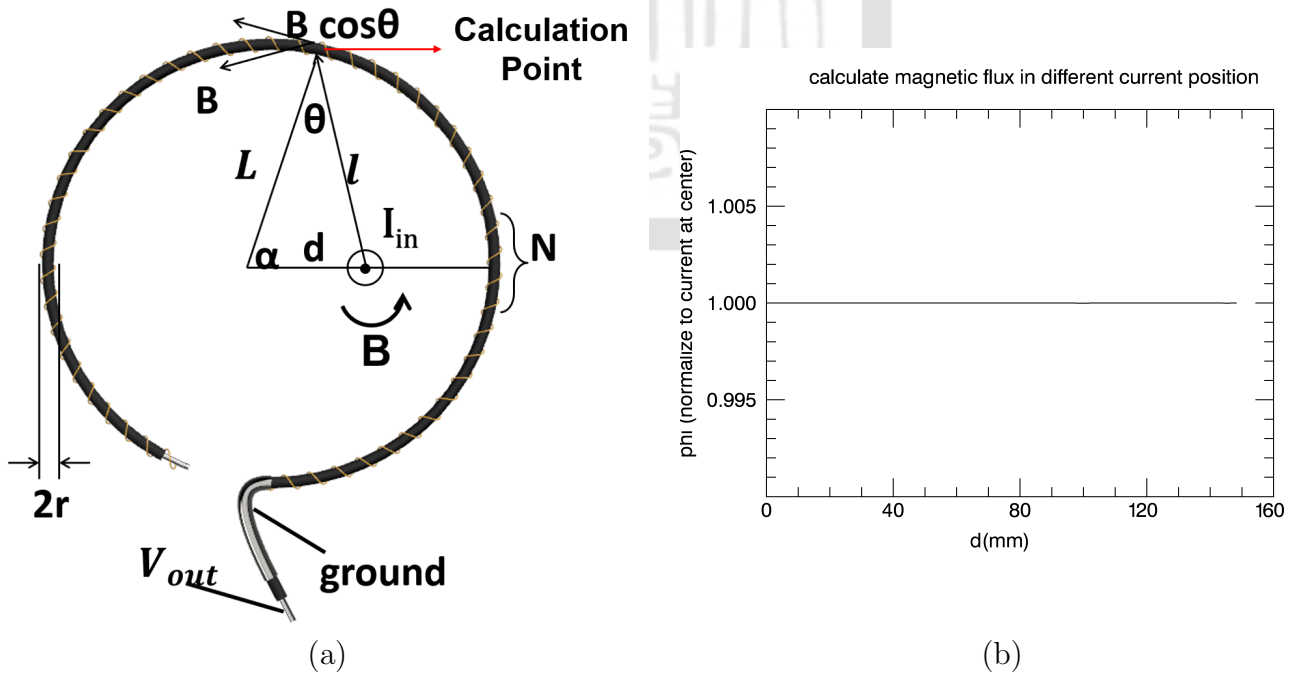 B cosθ
Calculation
Point
B
θ
L
l
I_in
α
d
N
B
2r
V_out
ground
(a)
calculate magnetic flux in different current position
phi (normalize to current at center)
1.005
1.000
0.995
0
40
80
120
160
d(mm)
(b)